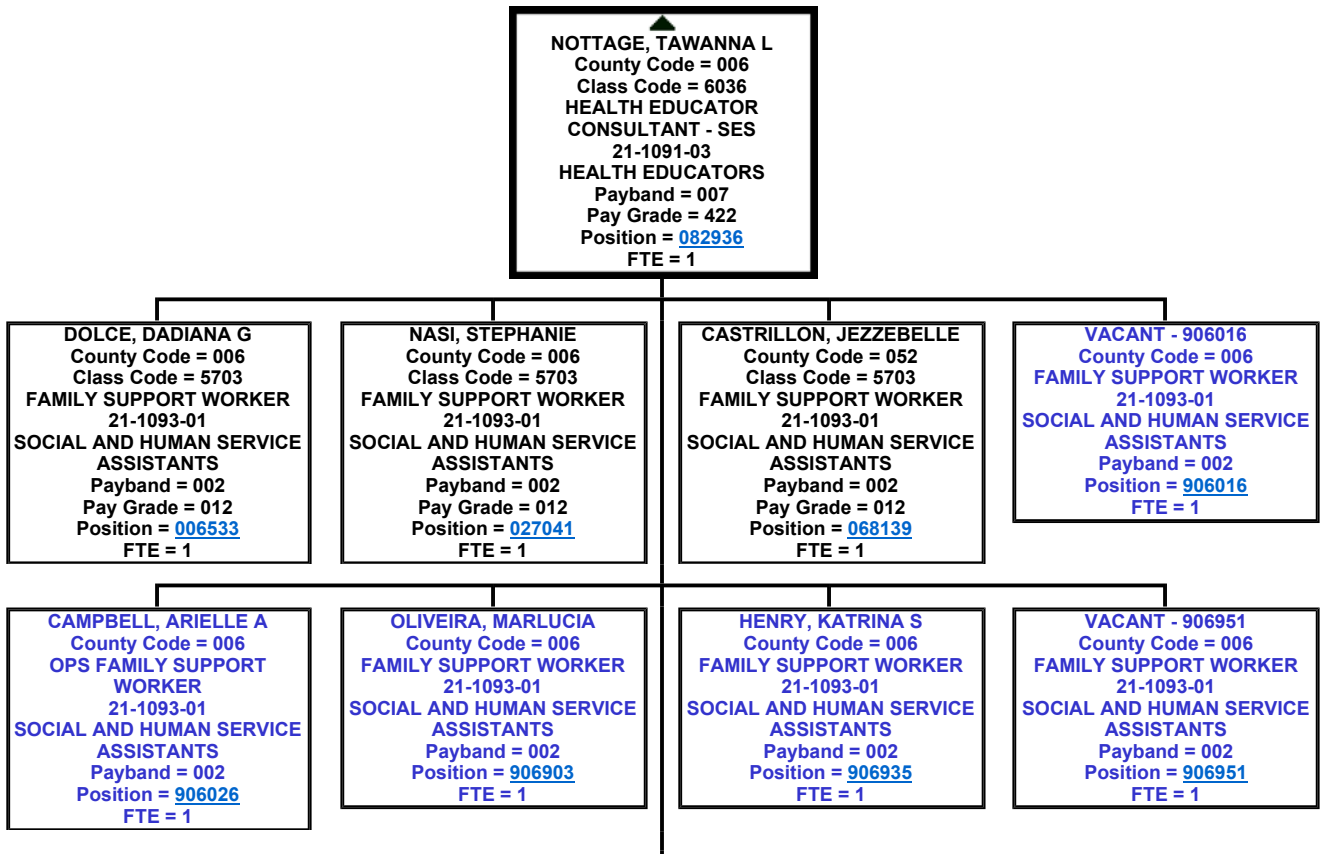 NOTTAGE, TAWANNA L
County Code = 006
Class Code = 6036
HEALTH EDUCATOR
CONSULTANT - SES
21-1091-03
HEALTH EDUCATORS
Payband = 007
Pay Grade = 422
Position = 082936
FTE = 1
DOLCE, DADIANA G
County Code = 006
Class Code = 5703
FAMILY SUPPORT WORKER
21-1093-01
SOCIAL AND HUMAN SERVICE
ASSISTANTS
Payband = 002
Pay Grade = 012
Position = 006533
FTE = 1
NASI, STEPHANIE
County Code = 006
Class Code = 5703
FAMILY SUPPORT WORKER
21-1093-01
SOCIAL AND HUMAN SERVICE
ASSISTANTS
Payband = 002
Pay Grade = 012
Position = 027041
FTE = 1
CASTRILLON, JEZZEBELLE
County Code = 052
Class Code = 5703
FAMILY SUPPORT WORKER
21-1093-01
SOCIAL AND HUMAN SERVICE
ASSISTANTS
Payband = 002
Pay Grade = 012
Position = 068139
FTE = 1
VACANT - 906016
County Code = 006
FAMILY SUPPORT WORKER
21-1093-01
SOCIAL AND HUMAN SERVICE
ASSISTANTS
Payband = 002
Position = 906016
FTE = 1
CAMPBELL, ARIELLE A
County Code = 006
OPS FAMILY SUPPORT
WORKER
21-1093-01
SOCIAL AND HUMAN SERVICE
ASSISTANTS
Payband = 002
Position = 906026
FTE = 1
OLIVEIRA, MARLUCIA
County Code = 006
FAMILY SUPPORT WORKER
21-1093-01
SOCIAL AND HUMAN SERVICE
ASSISTANTS
Payband = 002
Position = 906903
FTE = 1
HENRY, KATRINA S
County Code = 006
FAMILY SUPPORT WORKER
21-1093-01
SOCIAL AND HUMAN SERVICE
ASSISTANTS
Payband = 002
Position = 906935
FTE = 1
VACANT - 906951
County Code = 006
FAMILY SUPPORT WORKER
21-1093-01
SOCIAL AND HUMAN SERVICE
ASSISTANTS
Payband = 002
Position = 906951
FTE = 1